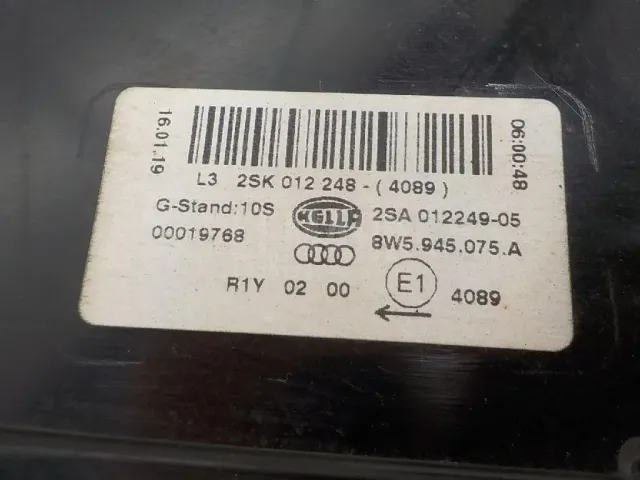 16.01.19
06:00:48
L3 2SK 012 248-(4089)
G-Stand:10S HELLA 2SA 012249-05
00019768 8W5.945.075.A
R1Y 02 00 E1 4089